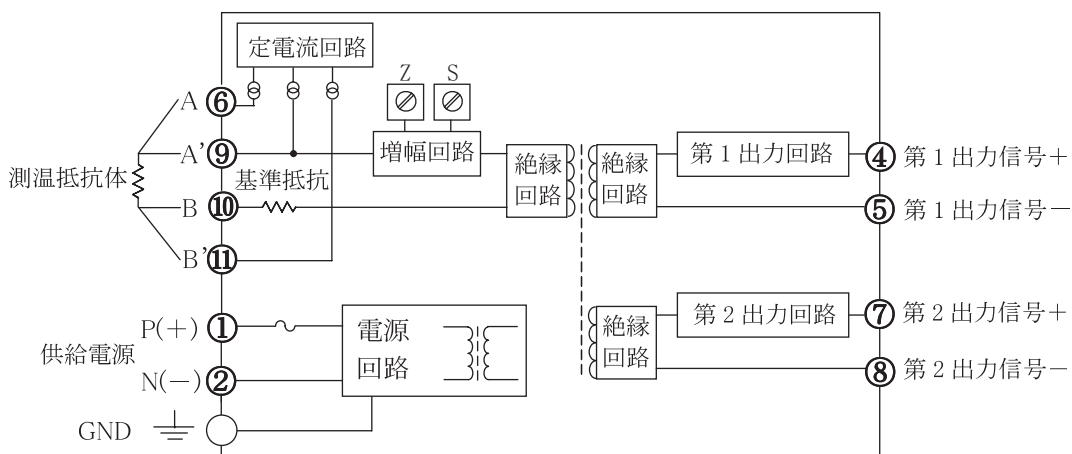 定電流回路
Z
S
A
⑥
A'
⑨
増幅回路
絶縁
回路
絶縁
回路
第1出力回路
④
第1出力信号+
測温抵抗体
基準抵抗
B
⑩
⑤
第1出力信号-
B'
⑪
P(+)
①
供給電源
電源
回路
絶縁
回路
第2出力回路
⑦
第2出力信号+
N(-)
②
⑧
第2出力信号-
GND